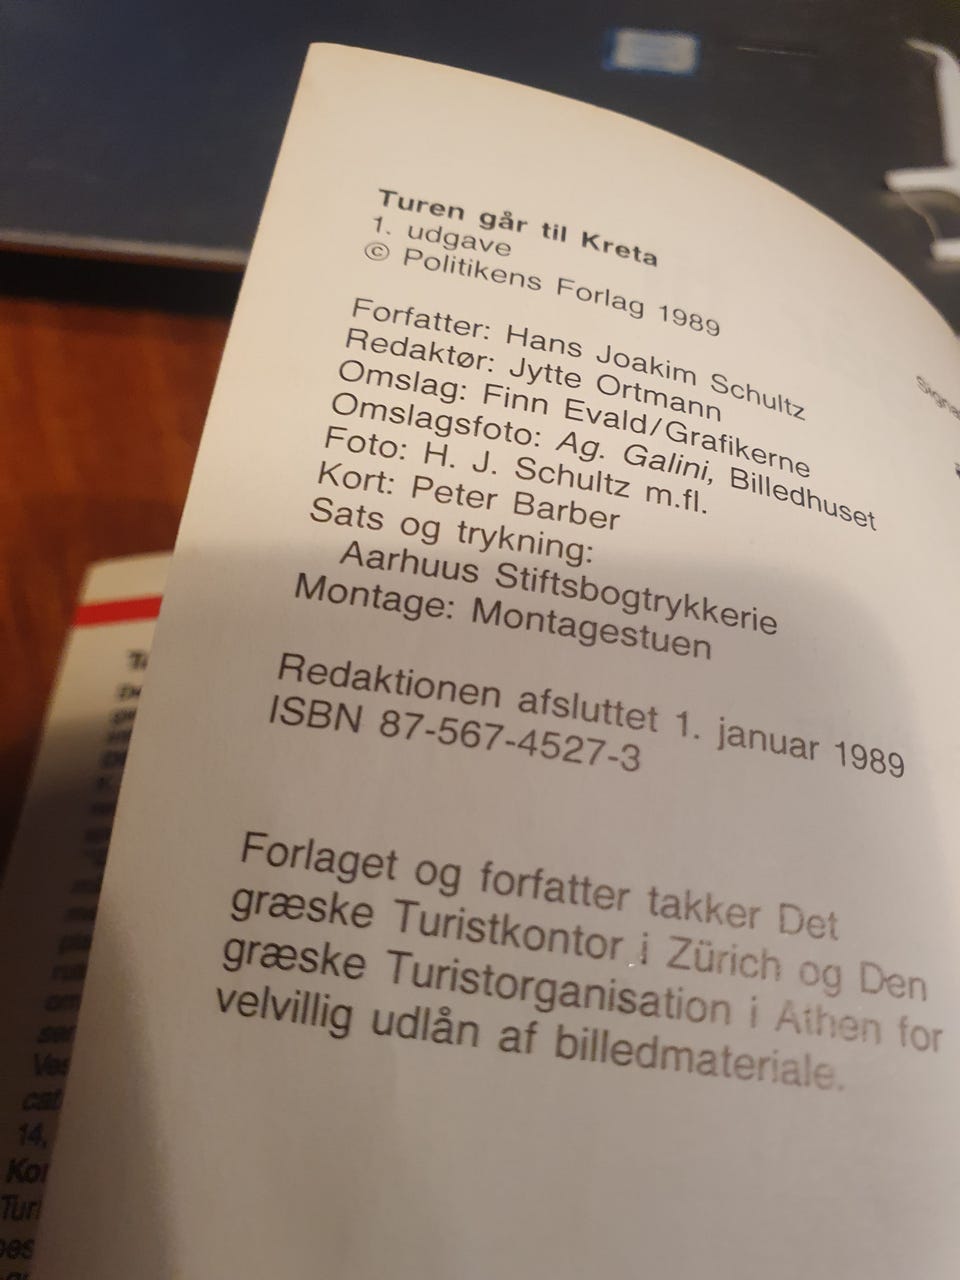 Turen går til Kreta
1. udgave
© Politikens Forlag 1989
Forfatter: Hans Joakim Schultz
Redaktør: Jytte Ortmann
Omslag: Finn Evald/Grafikerne
Omslagsfoto: Ag. Galini, Billedhuset
Foto: H. J. Schultz m.fl.
Kort: Peter Barber
Sats og trykning:
Aarhuus Stiftsbogtrykkerie
Montage: Montagestuen
Redaktionen afsluttet 1. januar 1989
ISBN 87-567-4527-3
Forlaget og forfatter takker Det
græske Turistkontor i Zürich og Den
græske Turistorganisation i Athen for
velvillig udlån af billedmateriale.
14,